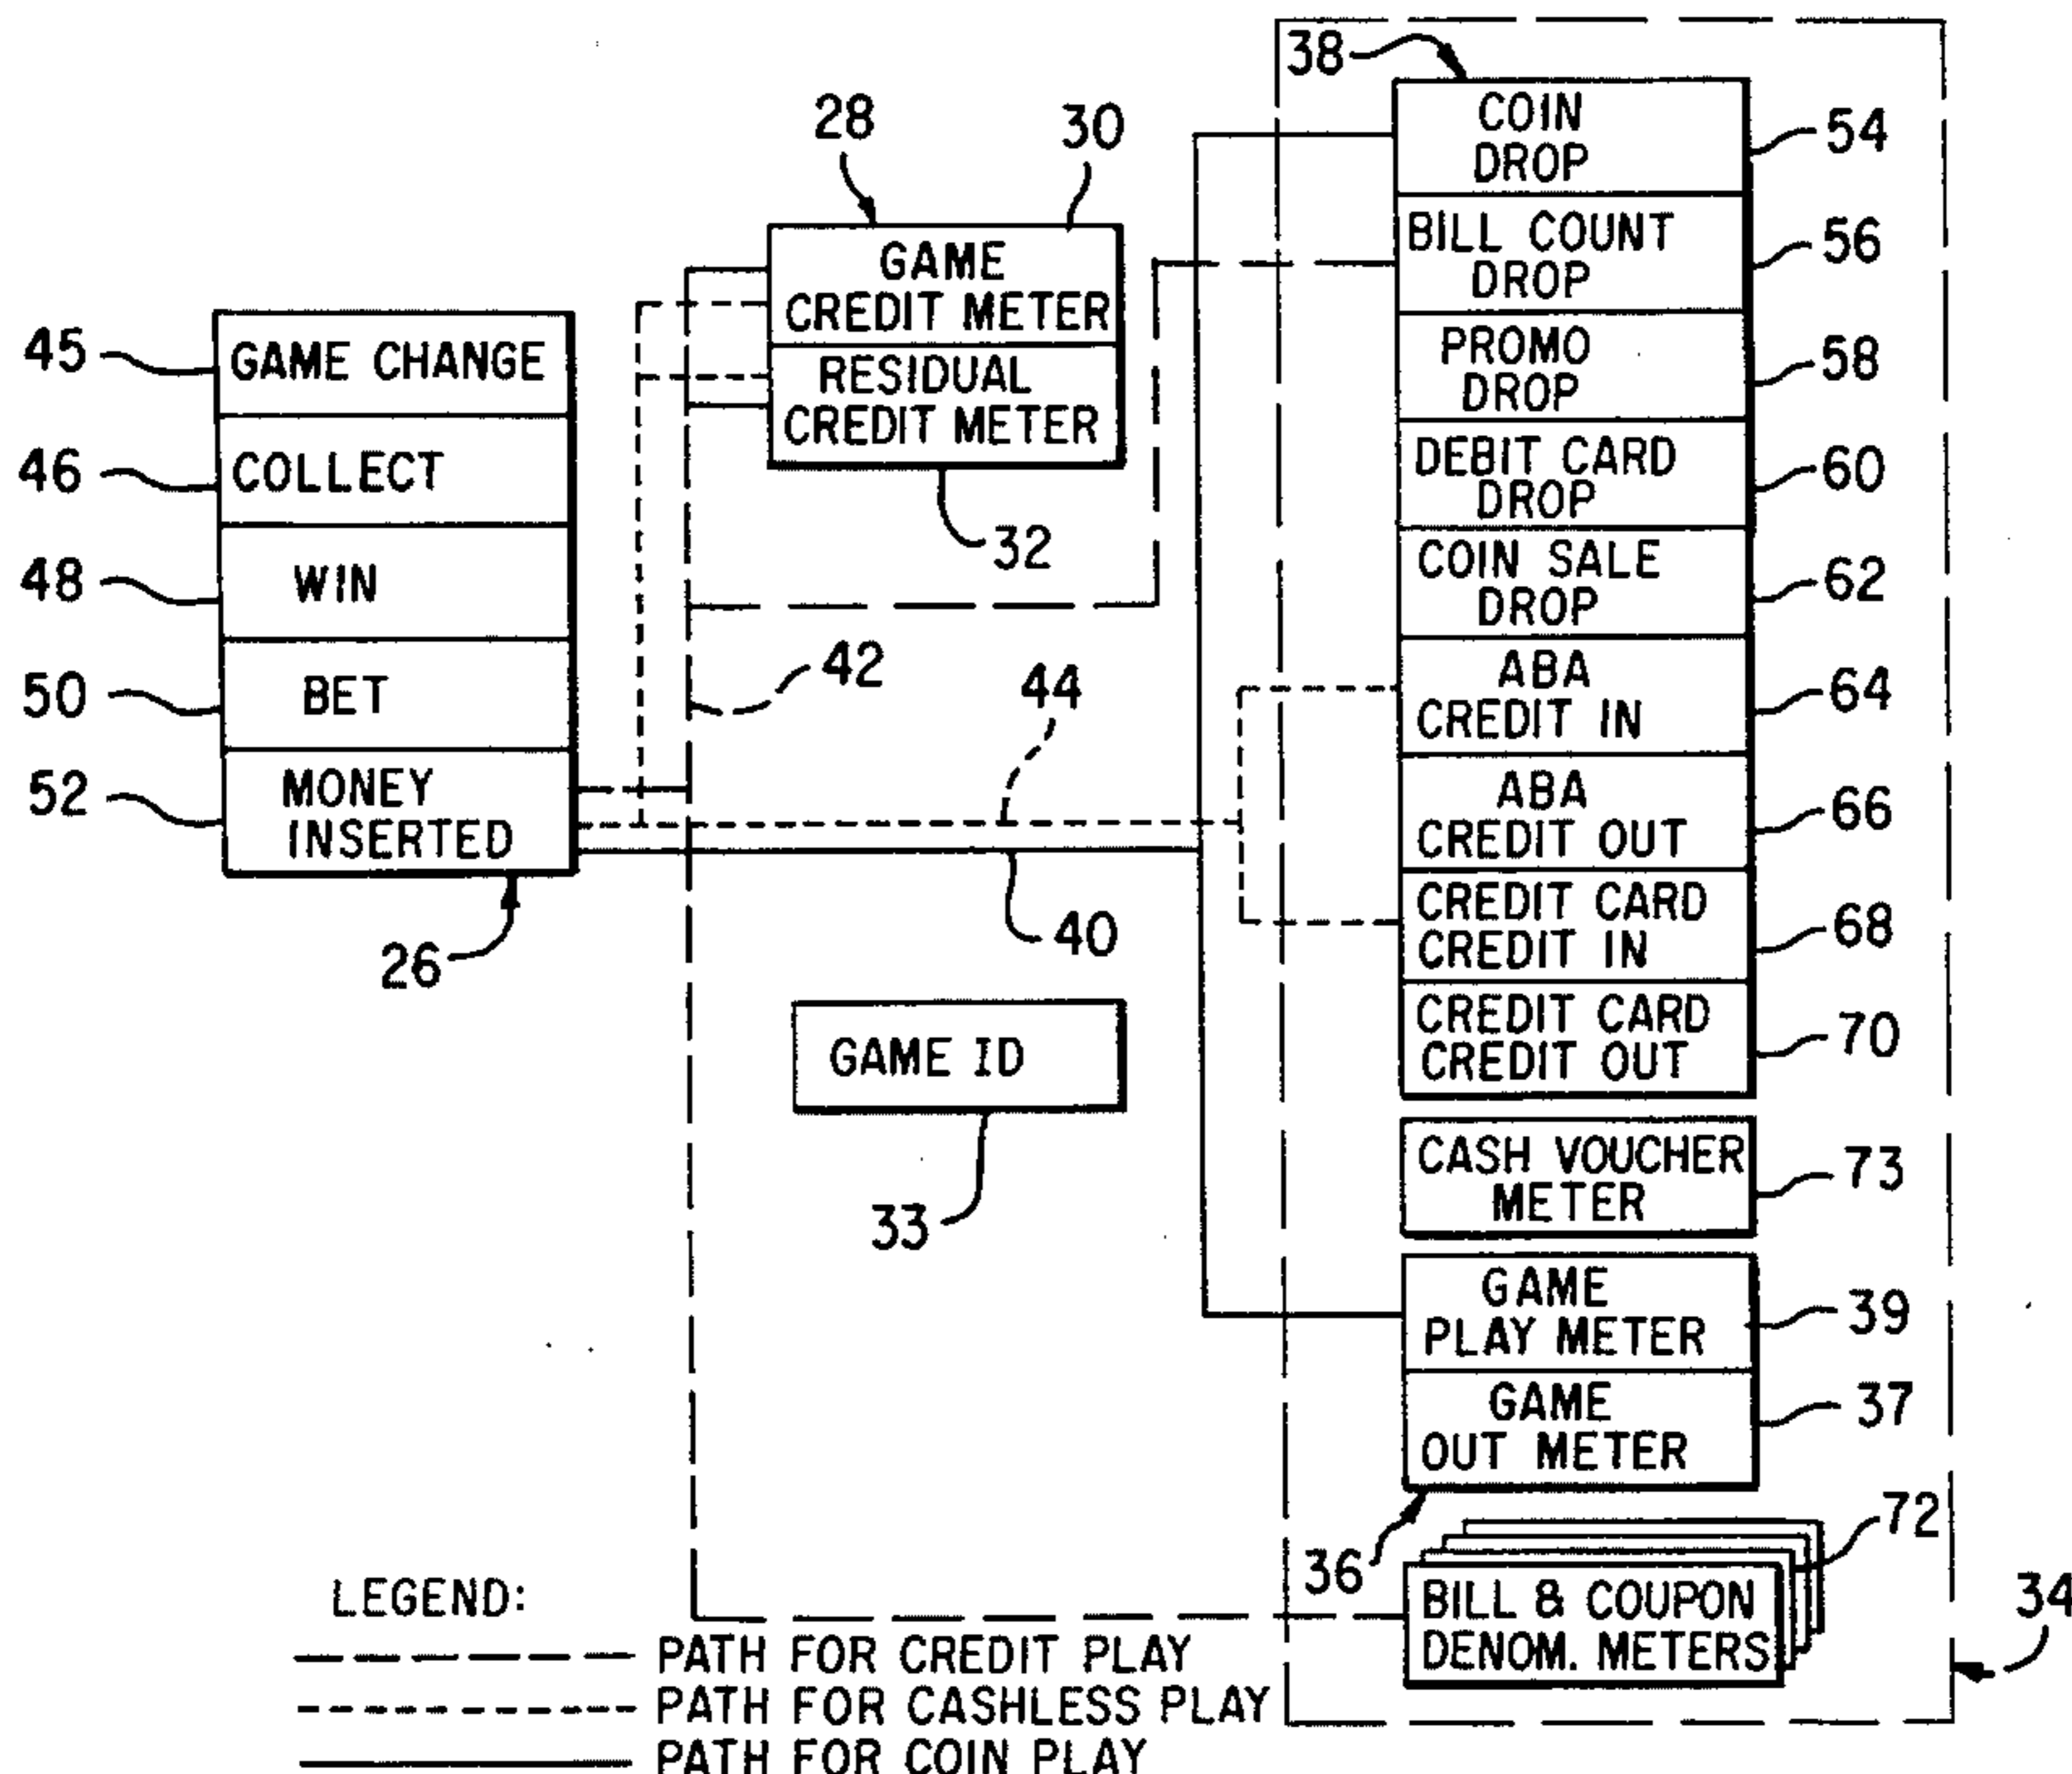 45
GAME CHANGE
46
COLLECT
48
WIN
50
BET
52
MONEY
INSERTED
26
28
30
GAME
CREDIT METER
RESIDUAL
CREDIT METER
32
42
44
40
GAME ID
33
38
COIN
DROP
54
BILL COUNT
DROP
56
PROMO
DROP
58
DEBIT CARD
DROP
60
COIN SALE
DROP
62
ABA
CREDIT IN
64
ABA
CREDIT OUT
66
CREDIT CARD
CREDIT IN
68
CREDIT CARD
CREDIT OUT
70
CASH VOUCHER
METER
73
GAME
PLAY METER
39
GAME
OUT METER
37
36
72
BILL & COUPON
DENOM. METERS
34
LEGEND:
PATH FOR CREDIT PLAY
PATH FOR CASHLESS PLAY
PATH FOR COIN PLAY